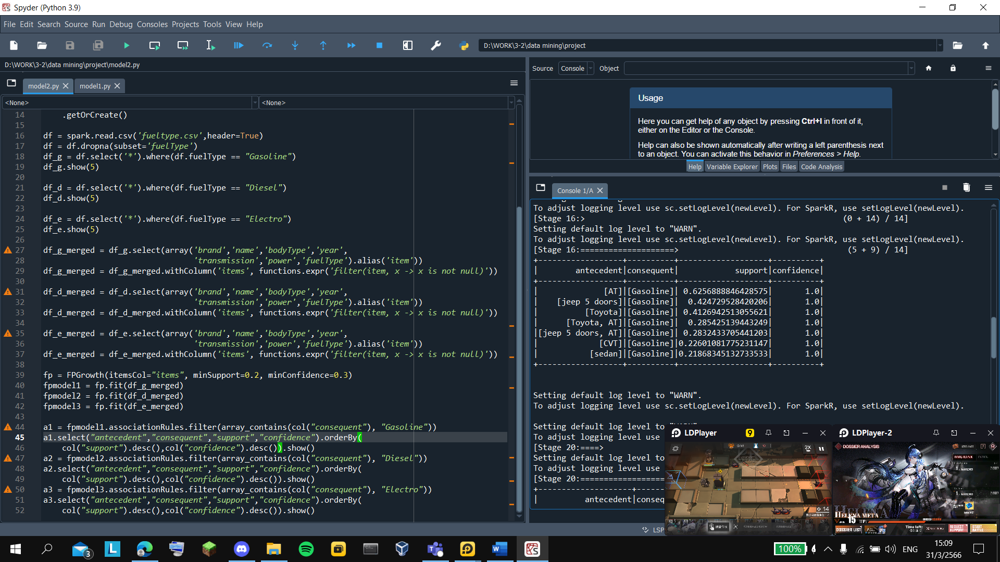 Spyder (Python 3.9)
File Edit Search Source Run Debug Consoles Projects Tools View Help
D:\WORK\3-2\data mining\project
D:\WORK\3-2\data mining\project\model2.py
model2.py
model1.py
<None>
<None>
14 .getOrCreate()
15
16 df = spark.read.csv('fueltype.csv',header=True)
17 df = df.dropna(subset='fuelType')
18 df_g = df.select('*').where(df.fuelType == "Gasoline")
19 df_g.show(5)
20
21 df_d = df.select('*').where(df.fuelType == "Diesel")
22 df_d.show(5)
23
24 df_e = df.select('*').where(df.fuelType == "Electro")
25 df_e.show(5)
26
27 df_g_merged = df_g.select(array('brand','name','bodyType','year',
28 'transmission','power','fuelType').alias('item'))
29 df_g_merged = df_g_merged.withColumn('items', functions.expr('filter(item, x -> x is not null)'))
30
31 df_d_merged = df_d.select(array('brand','name','bodyType','year',
32 'transmission','power','fuelType').alias('item'))
33 df_d_merged = df_d_merged.withColumn('items', functions.expr('filter(item, x -> x is not null)'))
34
35 df_e_merged = df_e.select(array('brand','name','bodyType','year',
36 'transmission','power','fuelType').alias('item'))
37 df_e_merged = df_e_merged.withColumn('items', functions.expr('filter(item, x -> x is not null)'))
38
39 fp = FPGrowth(itemsCol="items", minSupport=0.2, minConfidence=0.3)
40 fpmodel1 = fp.fit(df_g_merged)
41 fpmodel2 = fp.fit(df_d_merged)
42 fpmodel3 = fp.fit(df_e_merged)
43
44 a1 = fpmodel1.associationRules.filter(array_contains(col("consequent"), "Gasoline"))
45 a1.select("antecedent","consequent","support","confidence").orderBy(
46 col("support").desc(),col("confidence").desc()).show()
47 a2 = fpmodel2.associationRules.filter(array_contains(col("consequent"), "Diesel"))
48 a2.select("antecedent","consequent","support","confidence").orderBy(
49 col("support").desc(),col("confidence").desc()).show()
50 a3 = fpmodel3.associationRules.filter(array_contains(col("consequent"), "Electro"))
51 a3.select("antecedent","consequent","support","confidence").orderBy(
52 col("support").desc(),col("confidence").desc()).show()
Source Console Object
Usage
Here you can get help of any object by pressing Ctrl+I in front of it,
either on the Editor or the Console.
Help can also be shown automatically after writing a left parenthesis next
to an object. You can activate this behavior in Preferences > Help.
Help Variable Explorer Plots Files Code Analysis
Console 1/A
To adjust logging level use sc.setLogLevel(newLevel). For SparkR, use setLogLevel(newLevel).
[Stage 16:> (0 + 14) / 14]
Setting default log level to "WARN".
To adjust logging level use sc.setLogLevel(newLevel). For SparkR, use setLogLevel(newLevel).
[Stage 16:====================> (5 + 9) / 14]
+------------------+----------+-------------------+----------+
| antecedent|consequent| support|confidence|
+------------------+----------+-------------------+----------+
| [AT]|[Gasoline]| 0.6256888846428575| 1.0|
| [jeep 5 doors]|[Gasoline]| 0.424729528420206| 1.0|
| [Toyota]|[Gasoline]| 0.4126942513055621| 1.0|
| [Toyota, AT]|[Gasoline]| 0.285425139443249| 1.0|
|[jeep 5 doors, AT]|[Gasoline]| 0.2832433705441203| 1.0|
| [CVT]|[Gasoline]|0.22601081775231147| 1.0|
| [sedan]|[Gasoline]|0.21868345132733533| 1.0|
+------------------+----------+-------------------+----------+
Setting default log level to "WARN".
To adjust logging level use sc.setLogLevel(newLevel). For SparkR, use setLogLevel(newLevel).
Setting default log level to
To adjust logging level use
[Stage 20:====>
Setting default log level to
To adjust logging level use
[Stage 20:==================
+--------------------+------
| antecedent|conseq
LDPlayer 9
0/41 10
2X
14
LDPlayer-2
DOSSIER ANALYSIS
DMG RANK INTEL
HELENA META
LEVEL 15 HP:
DOSSIER LIST
Time left:
REQUEST SUPPORT
START BATTLE
LSP
3
100%
ENG
15:09
31/3/2566